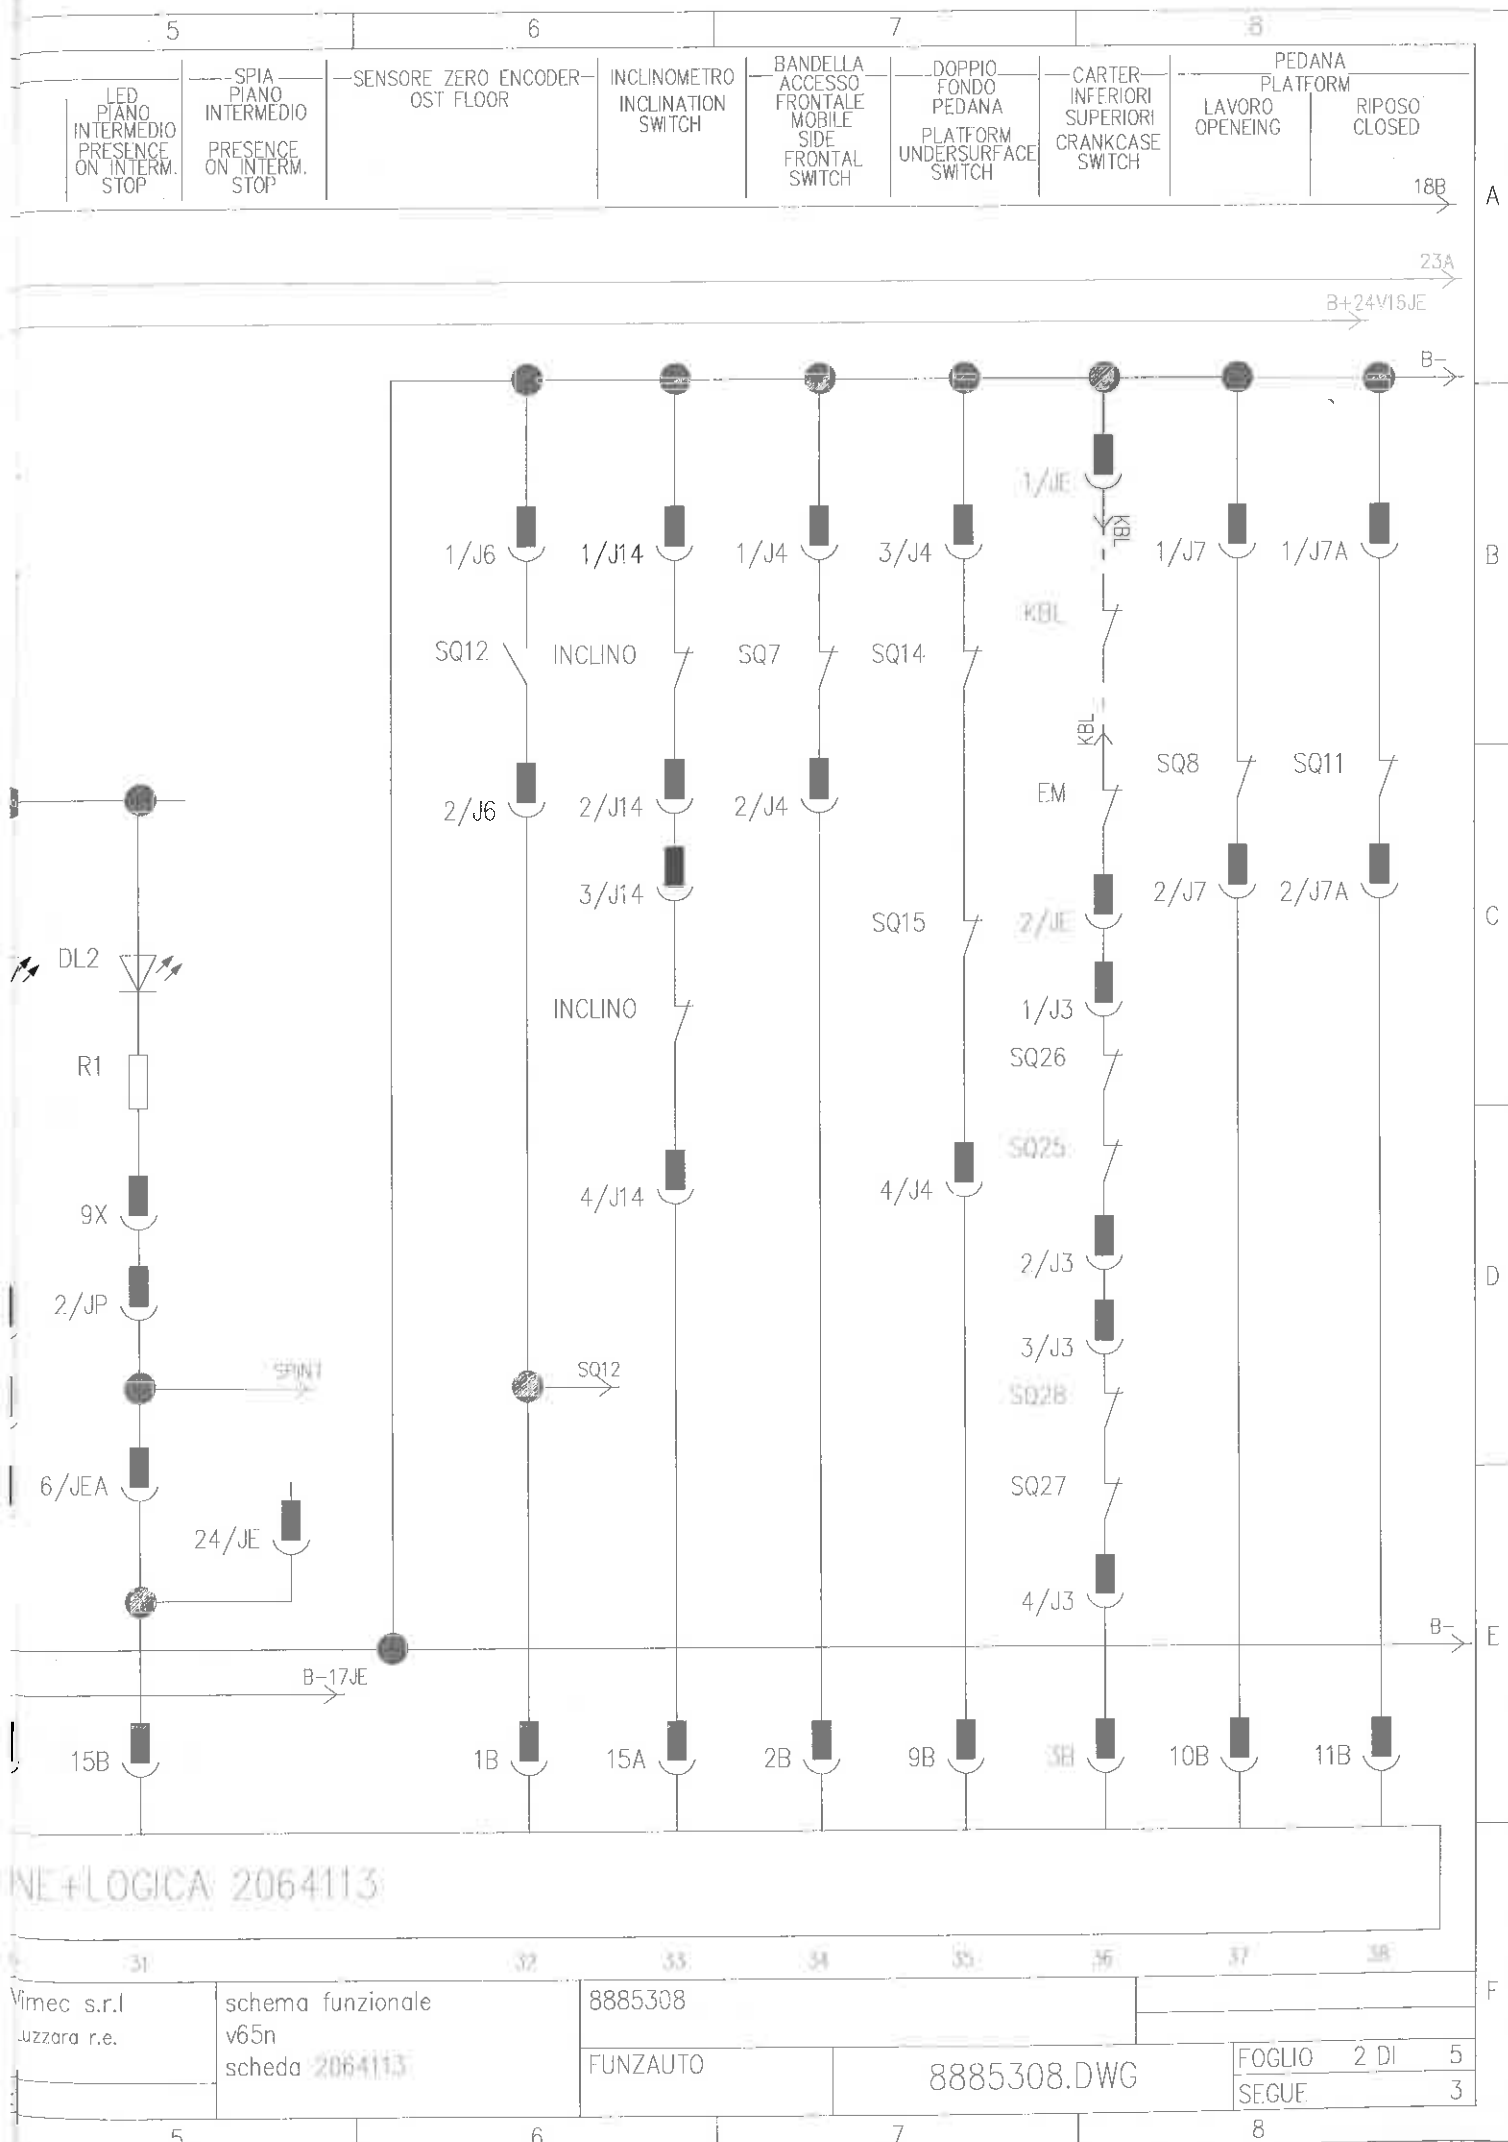 5 6 7 8
LED
PIANO
INTERMEDIO
PRESENCE
ON INTERM.
STOP
SPIA
PIANO
INTERMEDIO
PRESENCE
ON INTERM.
STOP
SENSORE ZERO ENCODER
OST FLOOR
INCLINOMETRO
INCLINATION
SWITCH
BANDELLA
ACCESSO
FRONTALE
MOBILE
SIDE
FRONTAL
SWITCH
DOPPIO
FONDO
PEDANA
PLATFORM
UNDERSURFACE
SWITCH
CARTER
INFERIORI
SUPERIORI
CRANKCASE
SWITCH
PEDANA
PLATFORM
LAVORO
OPENEING
RIPOSO
CLOSED
18B
A
23A
B+24V16JE
B-
1/JE
KBL
1/J6 1/J14 1/J4 3/J4 1/J7 1/J7A
B
KBL
SQ12 INCLINO SQ7 SQ14
KBL
SQ8 SQ11
EM
2/J6 2/J14 2/J4
3/J14 2/J7 2/J7A
SQ15 2/JE
C
DL2
INCLINO 1/J3
R1 SQ26
SQ25
4/J14 4/J4
9X
2/J3
D
2/JP
3/J3
SPINT SQ12
SQ28
6/JEA SQ27
24/JE
4/J3
B-
E
B-17JE
15B 1B 15A 2B 9B 3B 10B 11B
NE+LOGICA 2064113
31 32 33 34 35 36 37 38
F
Vimec s.r.l
uzzara r.e.
schema funzionale
v65n
scheda 2064113
8885308
FUNZAUTO
8885308.DWG
FOGLIO 2 DI 5
SEGUE 3
5 6 7 8